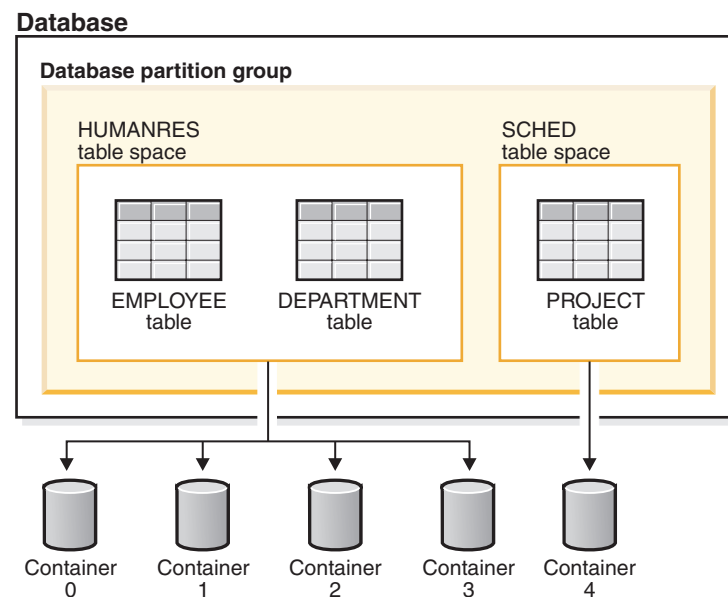 Database
Database partition group
HUMANRES
table space
SCHED
table space
EMPLOYEE
table
DEPARTMENT
table
PROJECT
table
Container
0
Container
1
Container
2
Container
3
Container
4